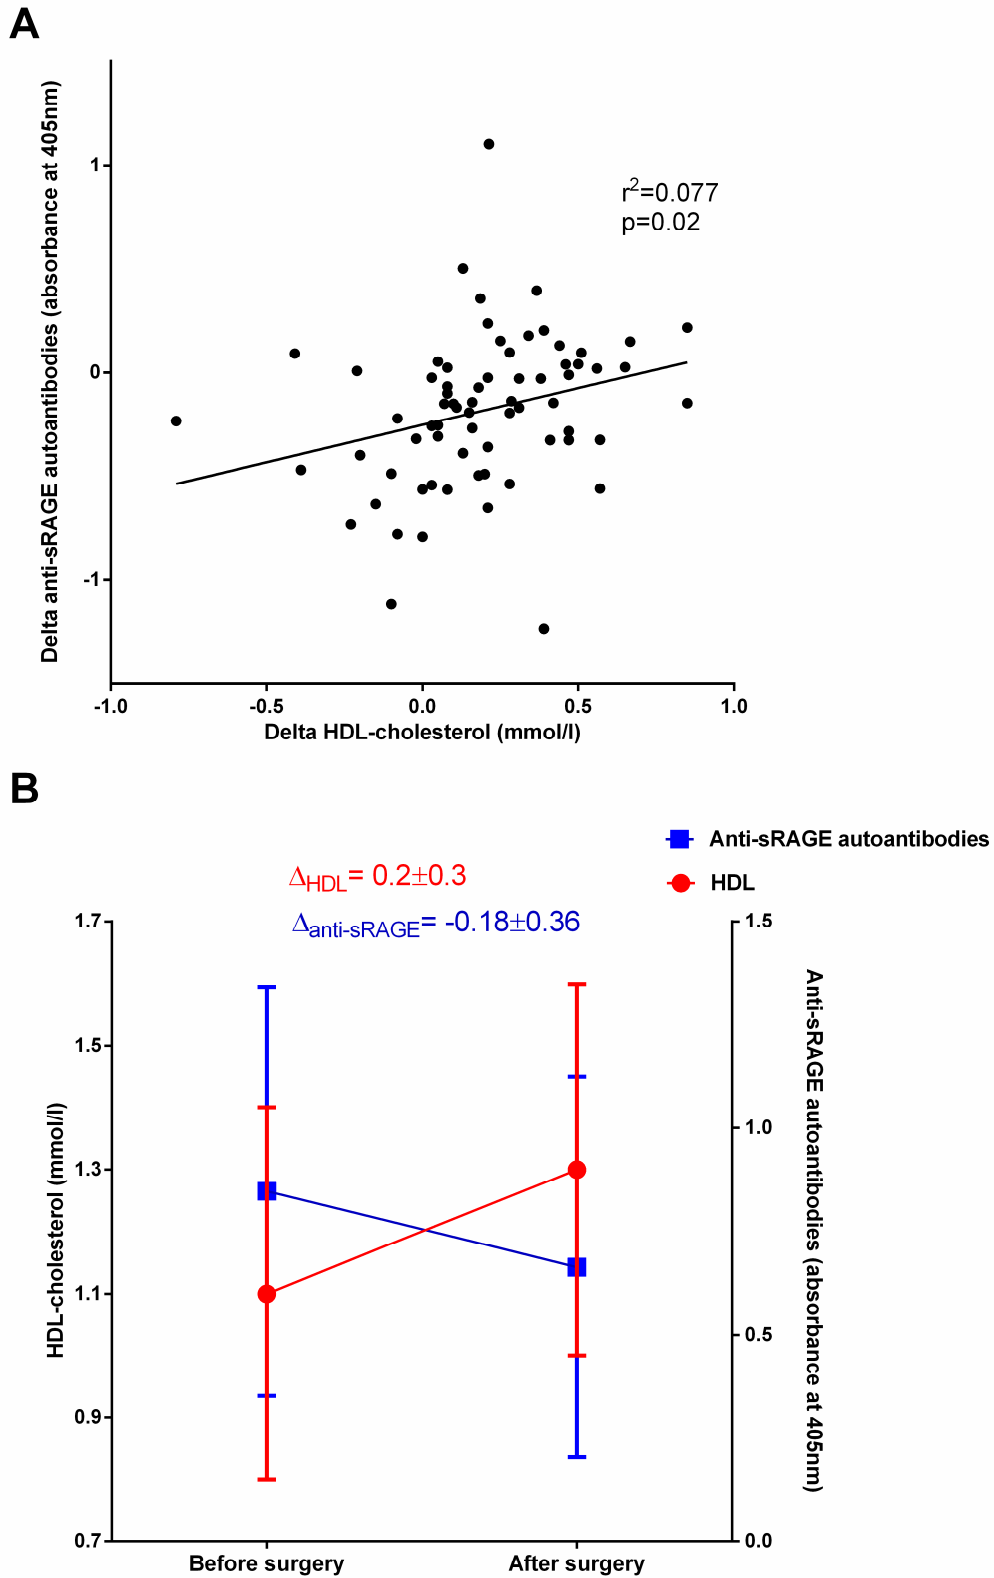 A
Delta anti-sRAGE autoantibodies (absorbance at 405nm)
1
0
-1
r²=0.077
p=0.02
-1.0 -0.5 0.0 0.5 1.0
Delta HDL-cholesterol (mmol/l)
B
Anti-sRAGE autoantibodies
HDL
ΔHDL= 0.2±0.3
Δanti-sRAGE= -0.18±0.36
HDL-cholesterol (mmol/l)
1.7
1.5
1.3
1.1
0.9
0.7
1.5
1.0
0.5
0.0
Anti-sRAGE autoantibodies (absorbance at 405nm)
Before surgery After surgery